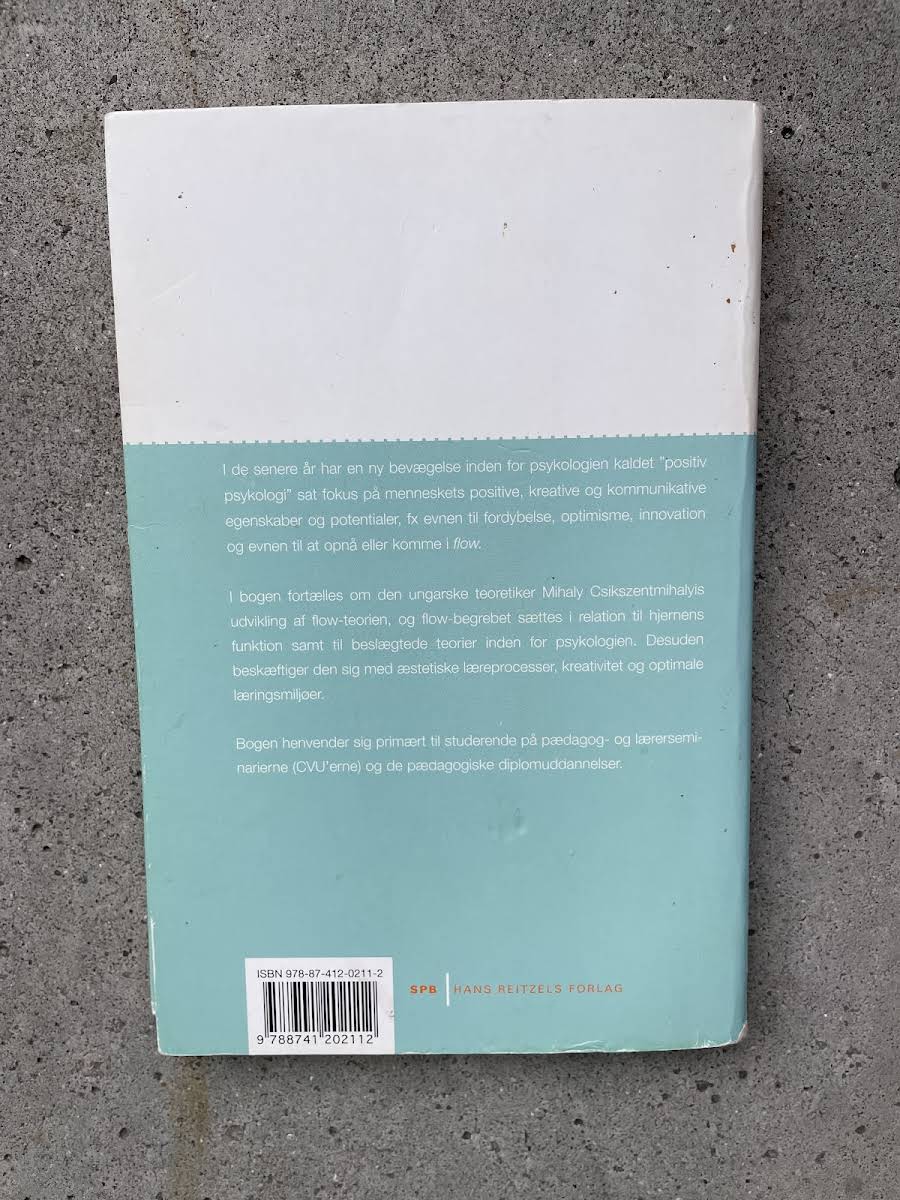 I de senere år har en ny bevægelse inden for psykologien kaldet "positiv
psykologi" sat fokus på menneskets positive, kreative og kommunikative
egenskaber og potentialer, fx evnen til fordybelse, optimisme, innovation
og evnen til at opnå eller komme i flow.
I bogen fortælles om den ungarske teoretiker Mihaly Csikszentmihalyis
udvikling af flow-teorien, og flow-begrebet sættes i relation til hjernens
funktion samt til beslægtede teorier inden for psykologien. Desuden
beskæftiger den sig med æstetiske læreprocesser, kreativitet og optimale
læringsmiljøer.
Bogen henvender sig primært til studerende på pædagog- og lærersemi-
narierne (CVU'erne) og de pædagogiske diplomuddannelser.
ISBN 978-87-412-0211-2
9 788741 202112
SPB HANS REITZELS FORLAG